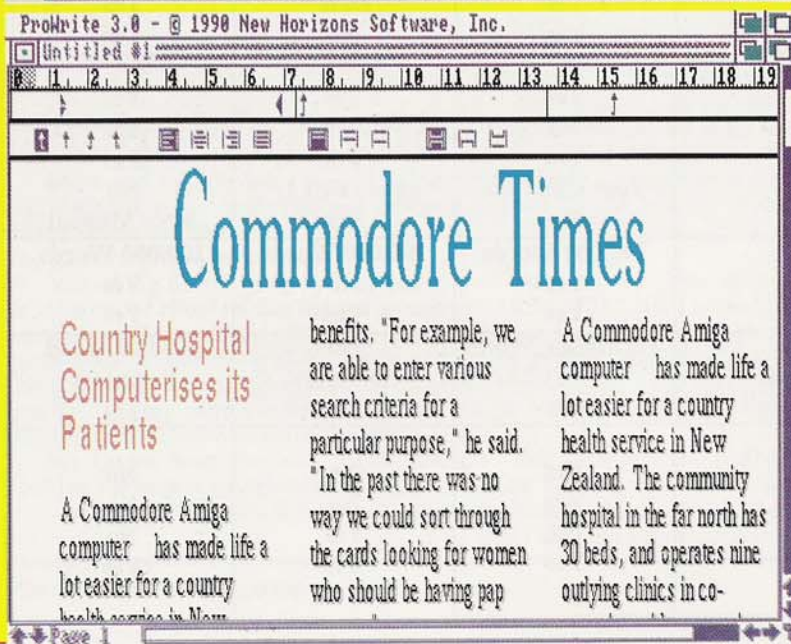 ProWrite 3.0 - © 1990 New Horizons Software, Inc.
Untitled #1
0 1 2 3 4 5 6 7 8 9 10 11 12 13 14 15 16 17 18 19
Commodore Times
Country Hospital
Computerises its
Patients
A Commodore Amiga
computer has made life a
lot easier for a country
health service in New
benefits. "For example, we
are able to enter various
search criteria for a
particular purpose," he said.
"In the past there was no
way we could sort through
the cards looking for women
who should be having pap
A Commodore Amiga
computer has made life a
lot easier for a country
health service in New
Zealand. The community
hospital in the far north has
30 beds, and operates nine
outlying clinics in co-
Page 1